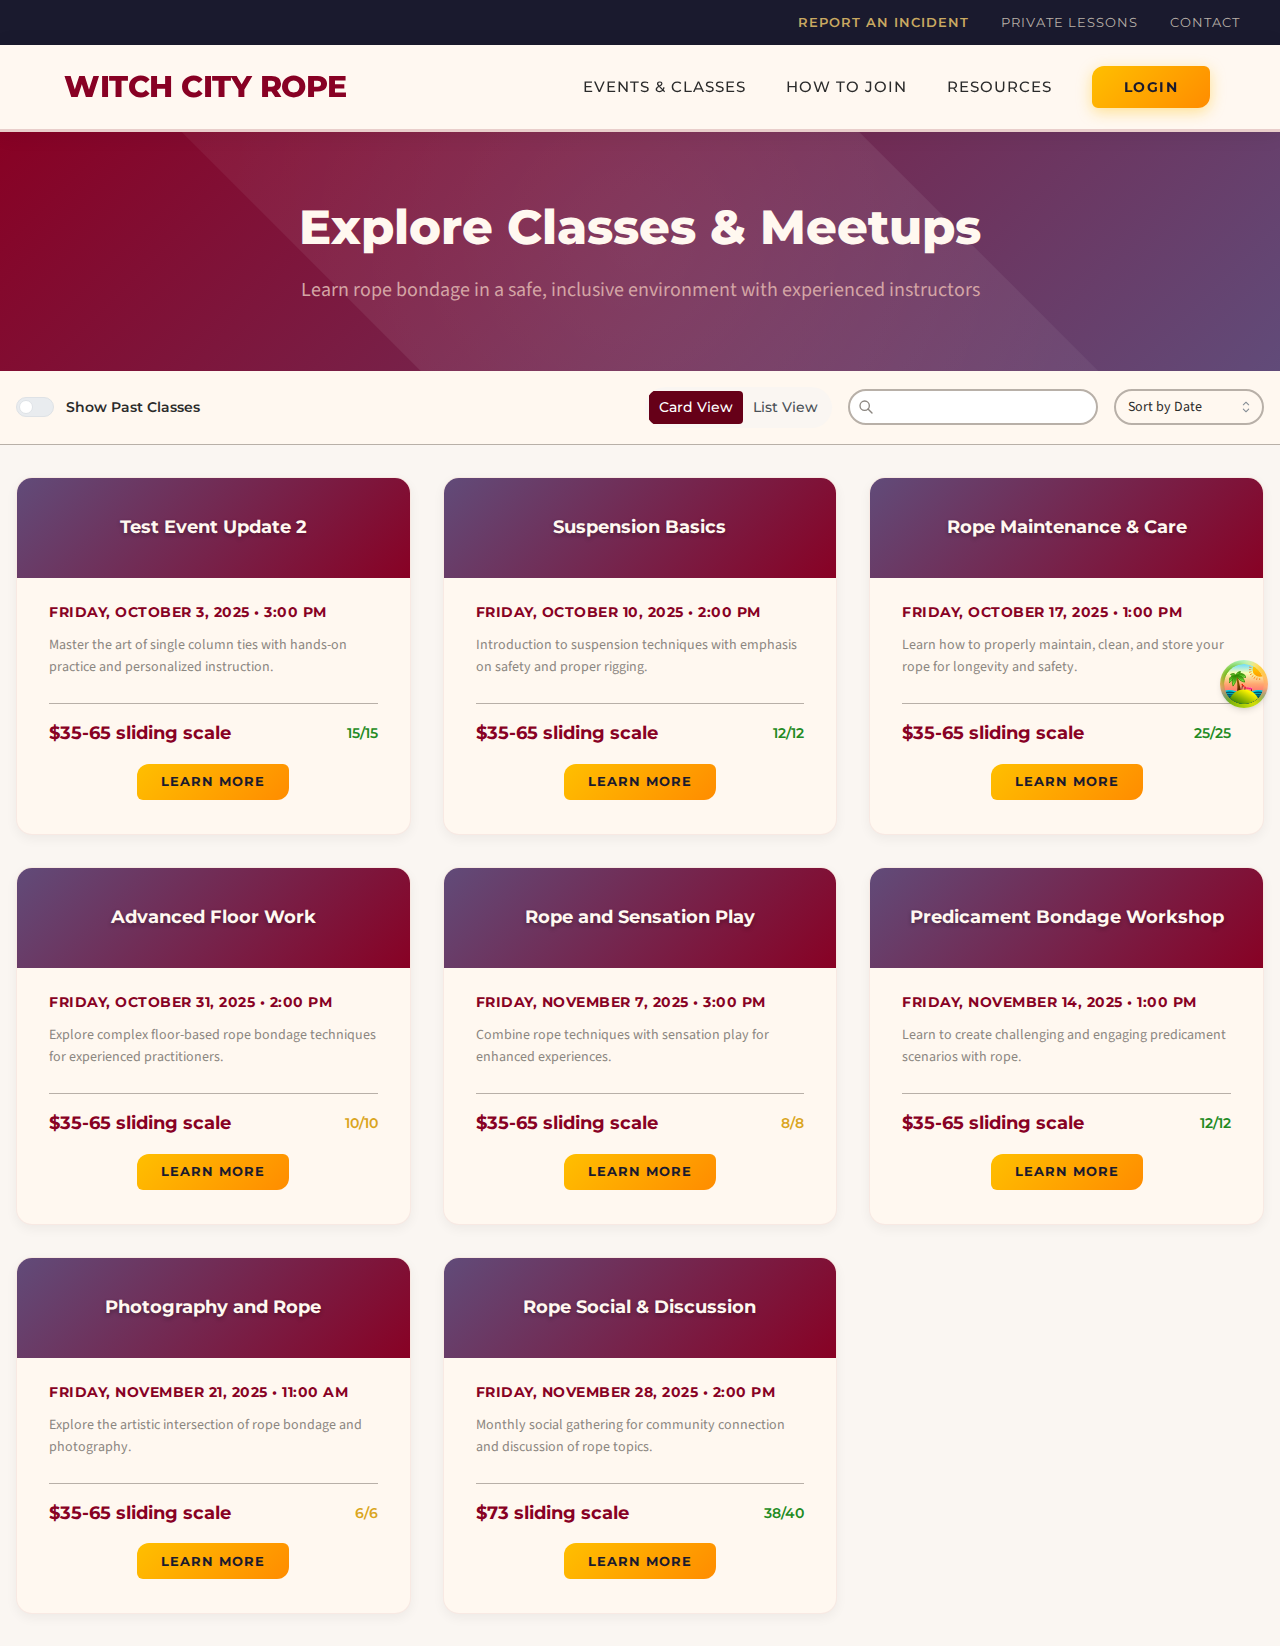 REPORT AN INCIDENT PRIVATE LESSONS CONTACT
WITCH CITY ROPE EVENTS & CLASSES HOW TO JOIN RESOURCES LOGIN
Explore Classes & Meetups
Learn rope bondage in a safe, inclusive environment with experienced instructors
Show Past Classes Card View List View Sort by Date
Test Event Update 2
FRIDAY, OCTOBER 3, 2025 • 3:00 PM
Master the art of single column ties with hands-on
practice and personalized instruction.
$35-65 sliding scale 15/15
LEARN MORE
Suspension Basics
FRIDAY, OCTOBER 10, 2025 • 2:00 PM
Introduction to suspension techniques with emphasis
on safety and proper rigging.
$35-65 sliding scale 12/12
LEARN MORE
Rope Maintenance & Care
FRIDAY, OCTOBER 17, 2025 • 1:00 PM
Learn how to properly maintain, clean, and store your
rope for longevity and safety.
$35-65 sliding scale 25/25
LEARN MORE
Advanced Floor Work
FRIDAY, OCTOBER 31, 2025 • 2:00 PM
Explore complex floor-based rope bondage techniques
for experienced practitioners.
$35-65 sliding scale 10/10
LEARN MORE
Rope and Sensation Play
FRIDAY, NOVEMBER 7, 2025 • 3:00 PM
Combine rope techniques with sensation play for
enhanced experiences.
$35-65 sliding scale 8/8
LEARN MORE
Predicament Bondage Workshop
FRIDAY, NOVEMBER 14, 2025 • 1:00 PM
Learn to create challenging and engaging predicament
scenarios with rope.
$35-65 sliding scale 12/12
LEARN MORE
Photography and Rope
FRIDAY, NOVEMBER 21, 2025 • 11:00 AM
Explore the artistic intersection of rope bondage and
photography.
$35-65 sliding scale 6/6
LEARN MORE
Rope Social & Discussion
FRIDAY, NOVEMBER 28, 2025 • 2:00 PM
Monthly social gathering for community connection
and discussion of rope topics.
$73 sliding scale 38/40
LEARN MORE